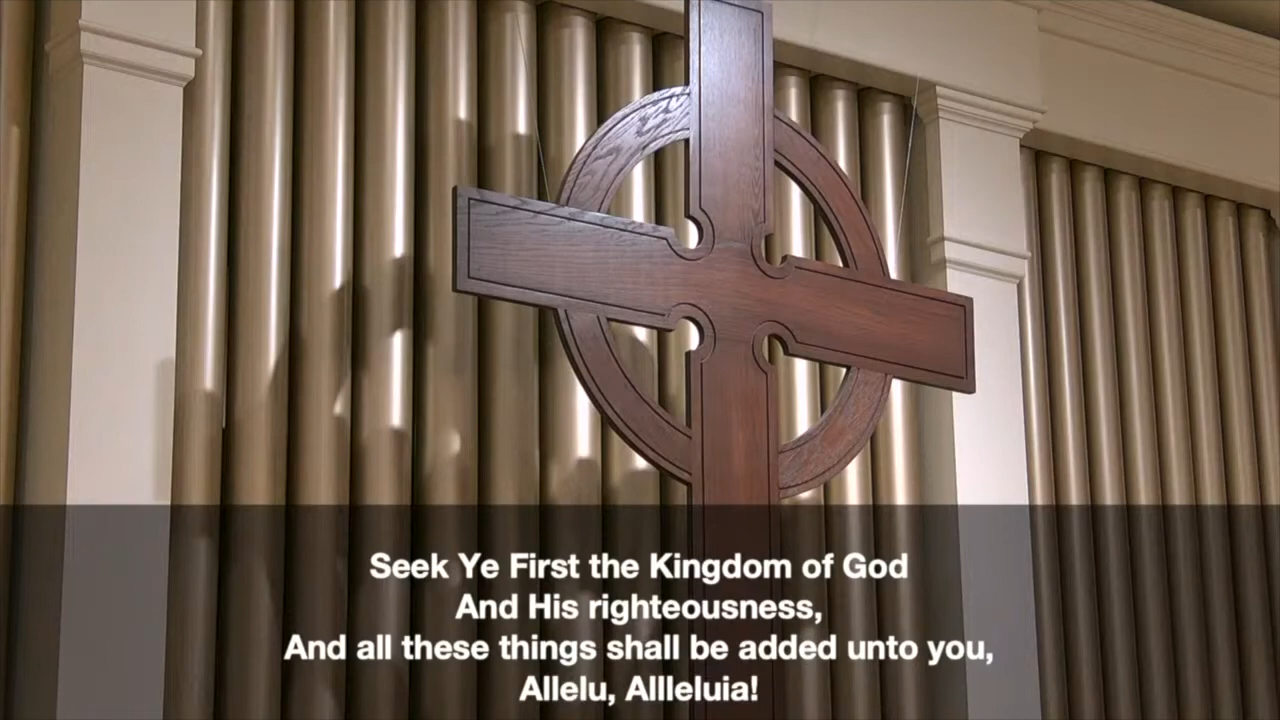 Seek Ye First the Kingdom of God
And His righteousness,
And all these things shall be added unto you,
Allelu, Allleluia!